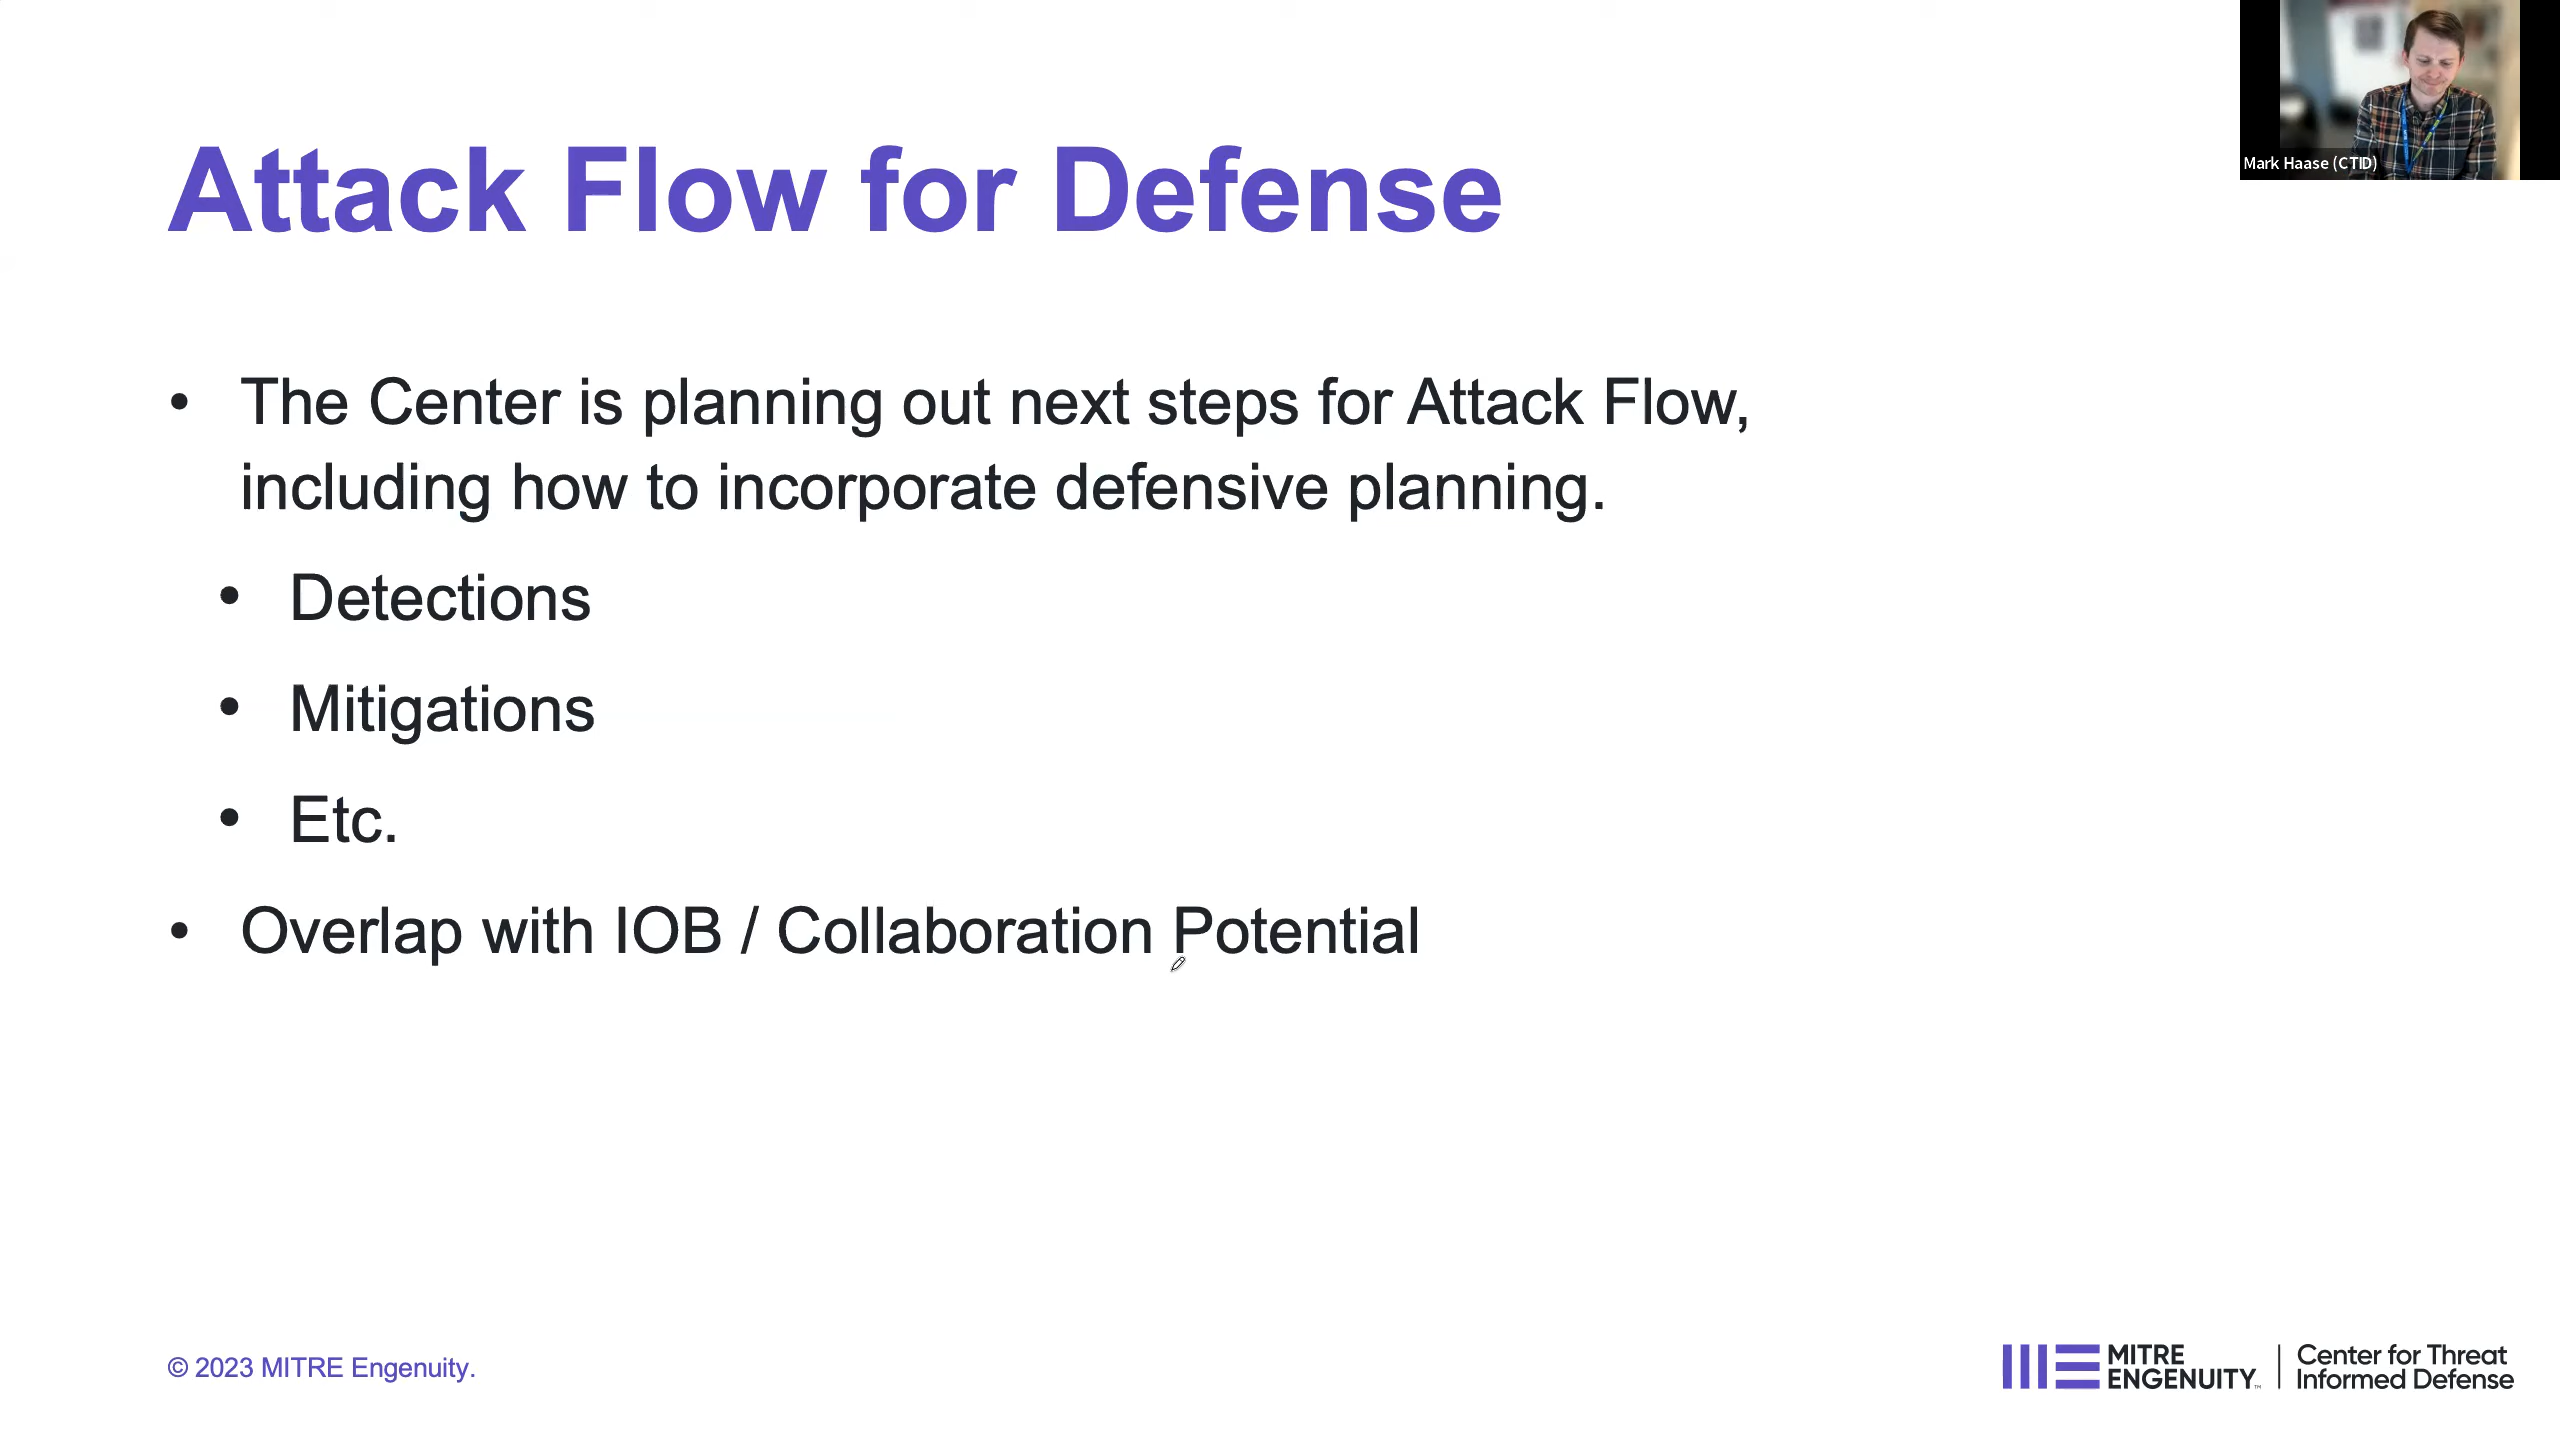 Mark Haase (CTID)
Attack Flow for Defense
• The Center is planning out next steps for Attack Flow,
including how to incorporate defensive planning.
• Detections
• Mitigations
• Etc.
• Overlap with IOB / Collaboration Potential
© 2023 MITRE Engenuity.
MITRE
ENGENUITY™
Center for Threat
Informed Defense